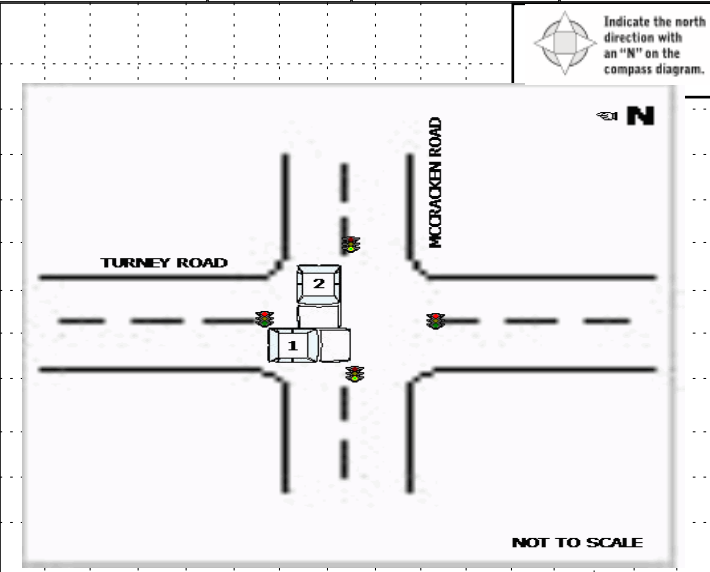 Indicate the north
direction with
an “N” on the
compass diagram.
N
MCCRACKEN ROAD
TURNEY ROAD
2
1
NOT TO SCALE